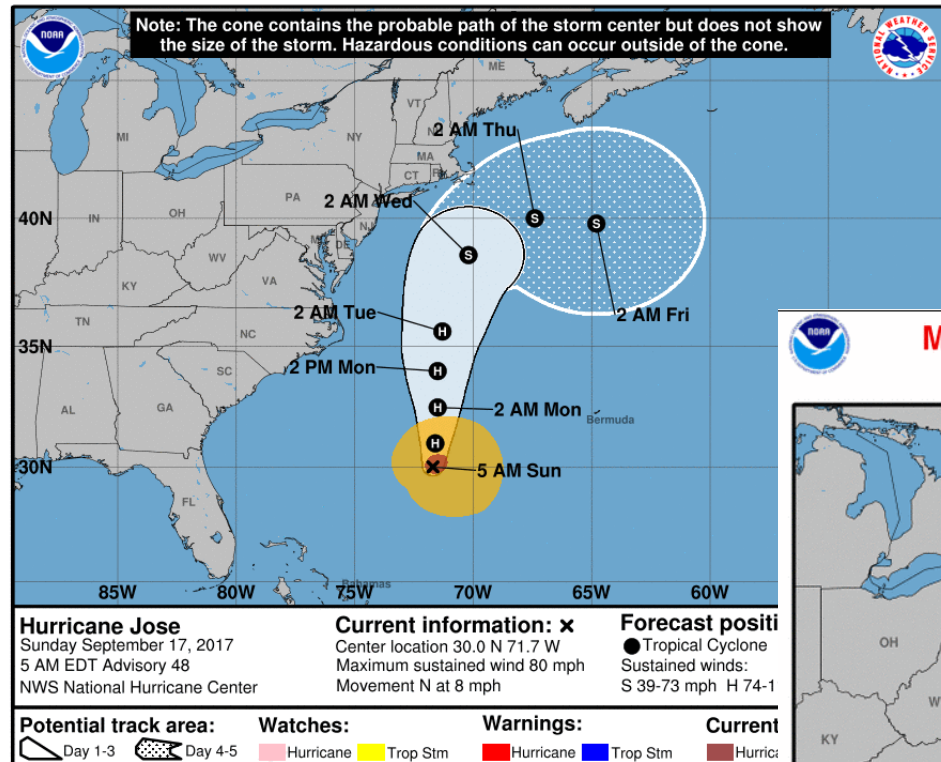 Note: The cone contains the probable path of the storm center but does not show
the size of the storm. Hazardous conditions can occur outside of the cone.
NOAA
NATIONAL WEATHER SERVICE
ME
VT
2 AM Thu
MI
NY
MA
CT
2 AM Wed
PA
40N
IN
OH
NJ
DE
WV
KY
VA
2 AM Tue
2 AM Fri
TN
NC
35N
NOAA
M
2 PM Mon
SC
AL
GA
2 AM Mon
Bermuda
30N
5 AM Sun
FL
Bahamas
85W 80W 75W 70W 65W 60W
Hurricane Jose
Sunday September 17, 2017
5 AM EDT Advisory 48
NWS National Hurricane Center
Current information: ×
Center location 30.0 N 71.7 W
Maximum sustained wind 80 mph
Movement N at 8 mph
Forecast positi
Tropical Cyclone
Sustained winds:
S 39-73 mph H 74-1
OH
W
KY
Potential track area:
Day 1-3 Day 4-5
Watches:
Hurricane Trop Stm
Warnings:
Hurricane Trop Stm
Current
Hurrica
S
S
S
H
H
H
H